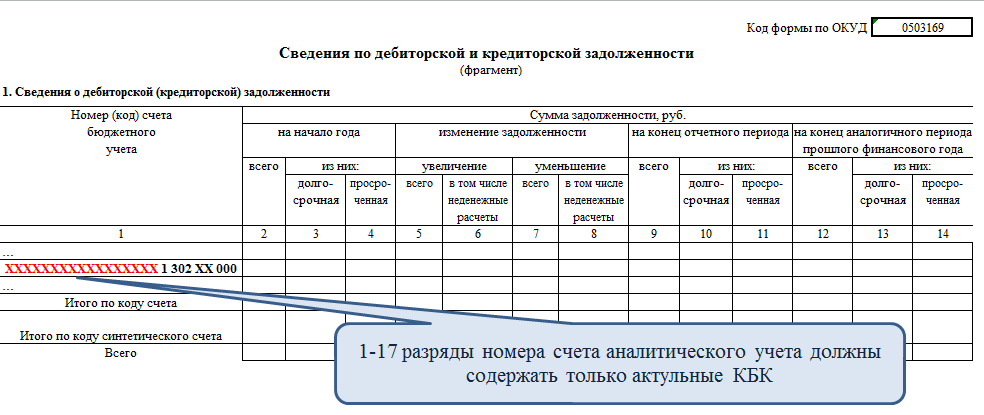 Код формы по ОКУД 0503169
Сведения по дебиторской и кредиторской задолженности
(фрагмент)
1. Сведения о дебиторской (кредиторской) задолженности
Номер (код) счета
бюджетного
учета
Сумма задолженности, руб.
на начало года
изменение задолженности
на конец отчетного периода
на конец аналогичного периода
прошлого финансового года
всего
из них:
увеличение
уменьшение
всего
из них:
всего
из них:
долго-
срочная
просро-
ченная
всего
в том числе
неденежные
расчеты
всего
в том числе
неденежные
расчеты
долго-
срочная
просро-
ченная
долго-
срочная
просро-
ченная
1 2 3 4 5 6 7 8 9 10 11 12 13 14
...
XXXXXXXXXXXXXXXXX 1 302 XX 000
...
Итого по коду счета
Итого по коду синтетического счета
Всего
1-17 разряды номера счета аналитического учета должны
содержать только актульные КБК